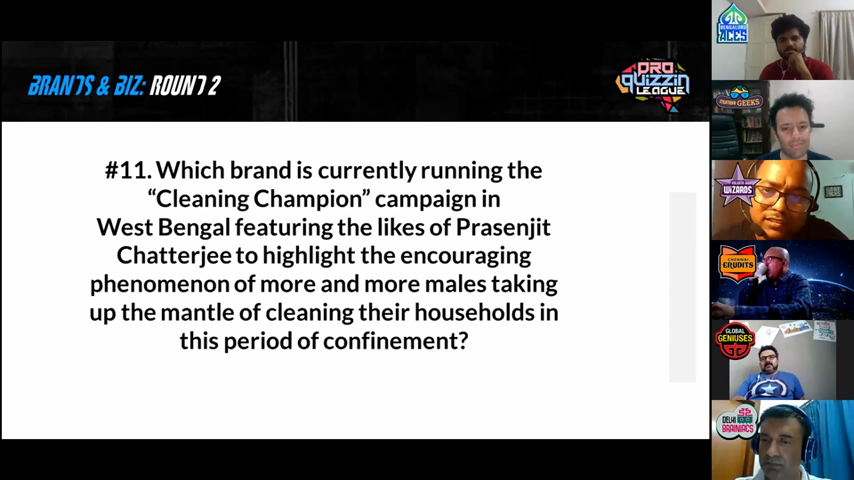 BRANDS & BIZ: ROUND 2
PRO
QUIZZIN
LEAGUE
#11. Which brand is currently running the
“Cleaning Champion” campaign in
West Bengal featuring the likes of Prasenjit
Chatterjee to highlight the encouraging
phenomenon of more and more males taking
up the mantle of cleaning their households in
this period of confinement?
BENGALURU
ACES
GEEKS
WIZARDS
CHENNAI
ERUDITS
GLOBAL
GENIUSES
DELHI
BRAINIACS